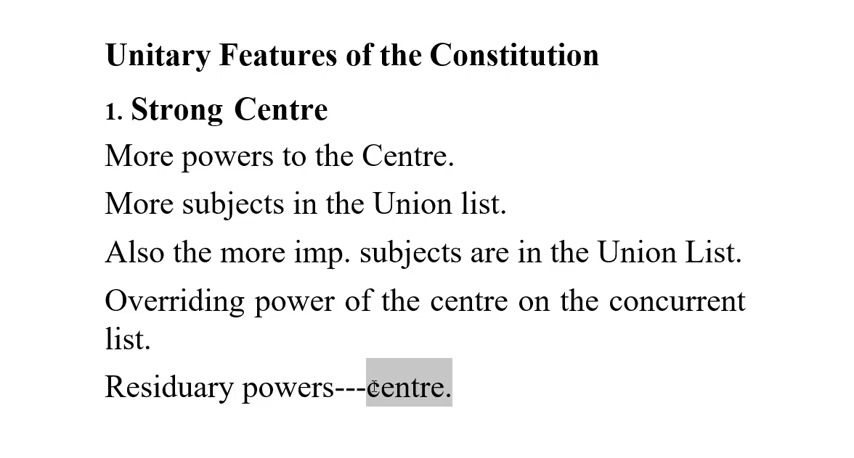 Unitary Features of the Constitution
1. Strong Centre
More powers to the Centre.
More subjects in the Union list.
Also the more imp. subjects are in the Union List.
Overriding power of the centre on the concurrent
list.
Residuary powers---centre.